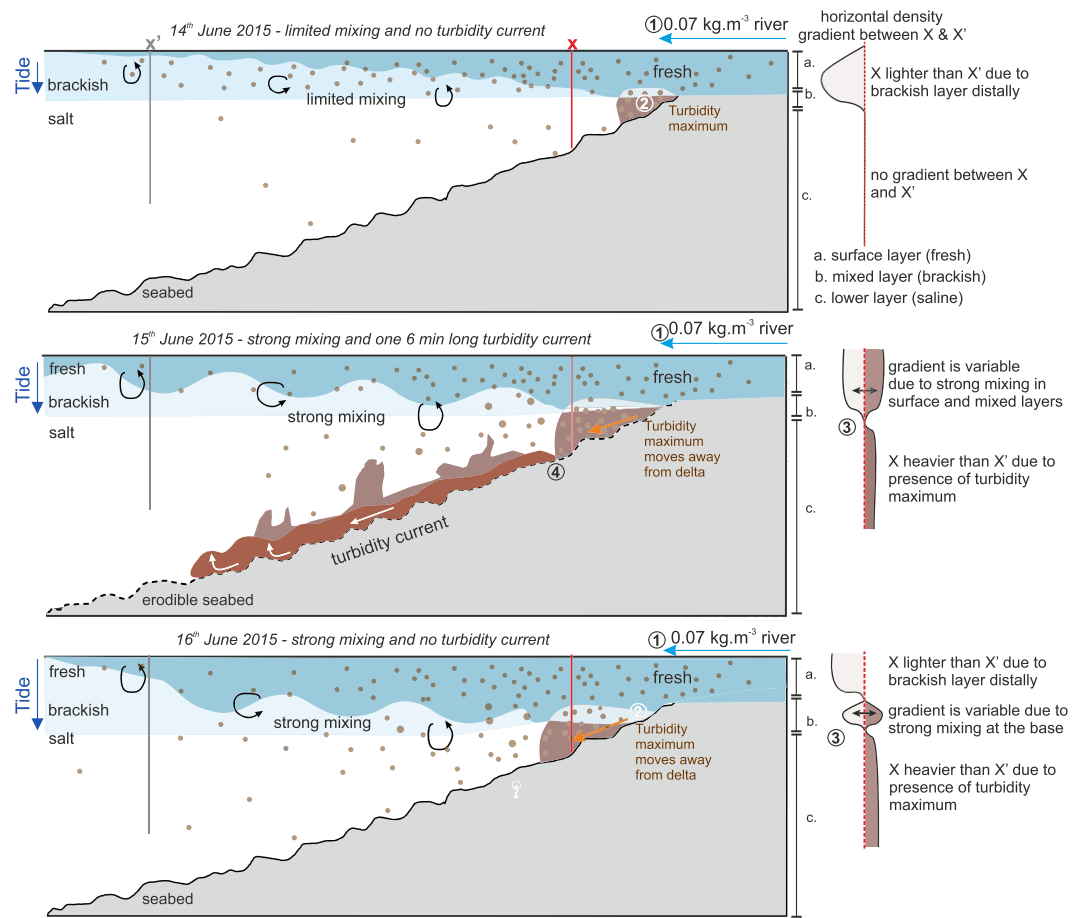 14th June 2015 - limited mixing and no turbidity current
①0.07 kg.m-3 river
horizontal density
gradient between X & X'
x'
x
Tide
brackish
salt
limited mixing
fresh
②
Turbidity
maximum
seabed
a.
b.
c.
X lighter than X' due to
brackish layer distally
no gradient between X
and X'
a. surface layer (fresh)
b. mixed layer (brackish)
c. lower layer (saline)
15th June 2015 - strong mixing and one 6 min long turbidity current
①0.07 kg.m-3 river
Tide
fresh
brackish
salt
strong mixing
fresh
Turbidity
maximum
moves away
from delta
④
turbidity current
erodible seabed
a.
b.
c.
gradient is variable
due to strong mixing in
surface and mixed layers
③
X heavier than X' due to
presence of turbidity
maximum
16th June 2015 - strong mixing and no turbidity current
① 0.07 kg.m-3 river
Tide
fresh
brackish
salt
strong mixing
fresh
②
Turbidity
maximum
moves away
from delta
?
seabed
a.
b.
c.
X lighter than X' due to
brackish layer distally
gradient is variable due to
strong mixing at the base
③
X heavier than X' due to
presence of turbidity
maximum